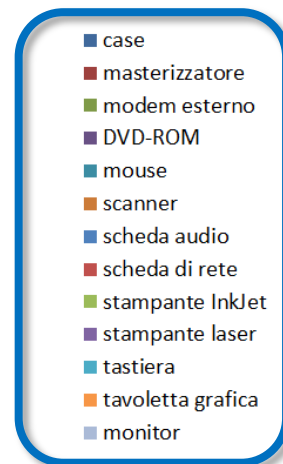 case
masterizzatore
modem esterno
DVD-ROM
mouse
scanner
scheda audio
scheda di rete
stampante InkJet
stampante laser
tastiera
tavoletta grafica
monitor